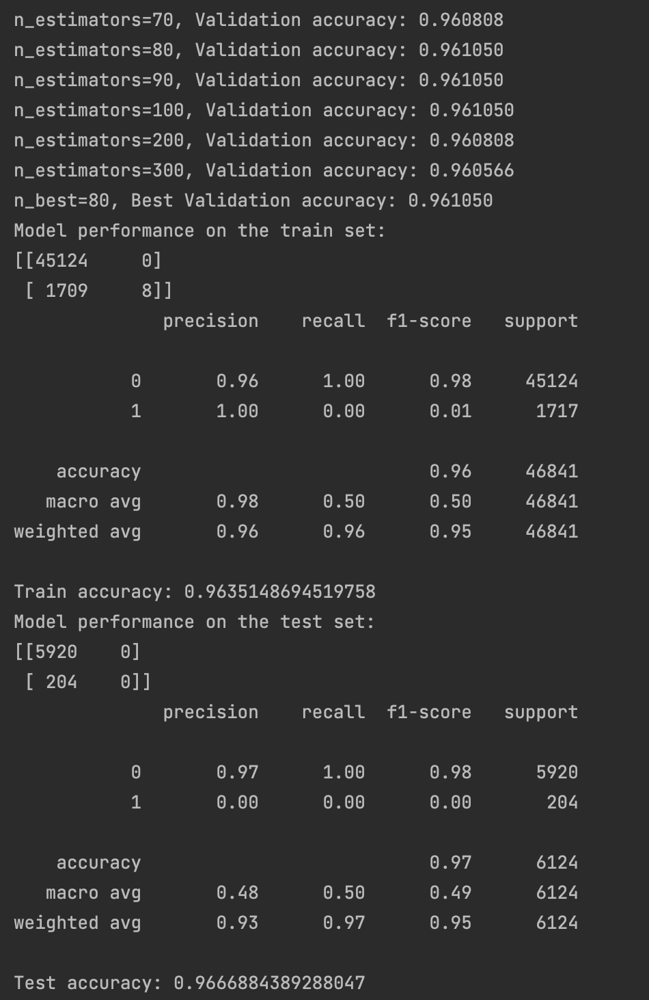 n_estimators=70, Validation accuracy: 0.960808
n_estimators=80, Validation accuracy: 0.961050
n_estimators=90, Validation accuracy: 0.961050
n_estimators=100, Validation accuracy: 0.961050
n_estimators=200, Validation accuracy: 0.960808
n_estimators=300, Validation accuracy: 0.960566
n_best=80, Best Validation accuracy: 0.961050
Model performance on the train set:
[[45124     0]
 [ 1709     8]]
              precision    recall  f1-score   support

           0       0.96      1.00      0.98     45124
           1       1.00      0.00      0.01      1717

    accuracy                           0.96     46841
   macro avg       0.98      0.50      0.50     46841
weighted avg       0.96      0.96      0.95     46841

Train accuracy: 0.9635148694519758
Model performance on the test set:
[[5920    0]
 [ 204    0]]
              precision    recall  f1-score   support

           0       0.97      1.00      0.98      5920
           1       0.00      0.00      0.00       204

    accuracy                           0.97      6124
   macro avg       0.48      0.50      0.49      6124
weighted avg       0.93      0.97      0.95      6124

Test accuracy: 0.9666884389288047